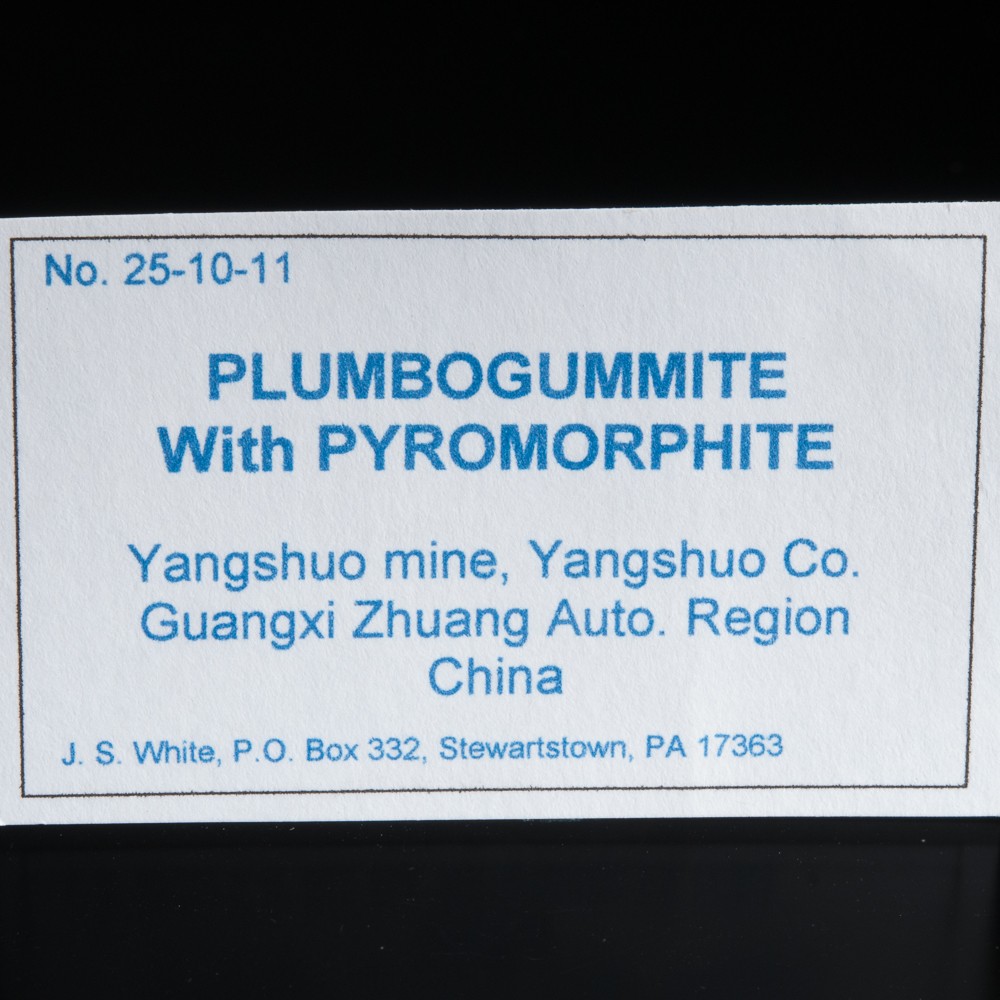 No. 25-10-11
PLUMBOGUMMITE
With PYROMORPHITE
Yangshuo mine, Yangshuo Co.
Guangxi Zhuang Auto. Region
China
J. S. White, P.O. Box 332, Stewartstown, PA 17363